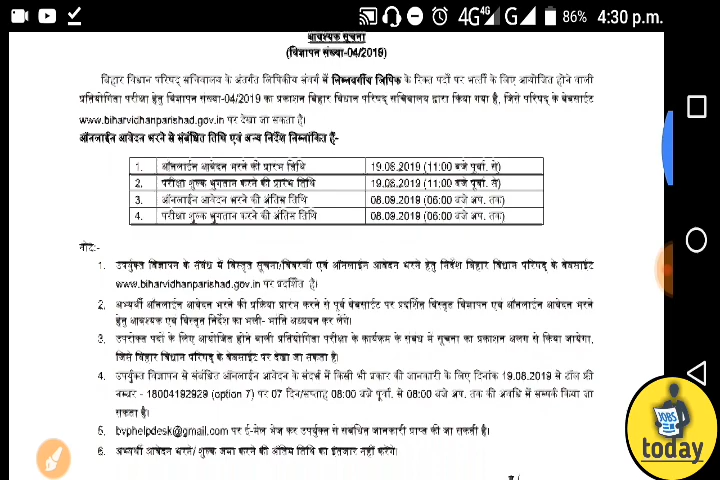 4G 4G G 86% 4:30 p.m.
आवश्यक सूचना
(विज्ञापन संख्या-04/2019)
बिहार विधान परिषद् सचिवालय के अंतर्गत लिपिकीय संवर्ग में निम्नवर्गीय लिपिक के रिक्त पदों पर भर्ती के लिए आयोजित होने वाली
प्रतियोगिता परीक्षा हेतु विज्ञापन संख्या-04/2019 का प्रकाशन बिहार विधान परिषद् सचिवालय द्वारा किया गया है, जिसे परिषद् के वेबसाईट
www.biharvidhanparishad.gov.in पर देखा जा सकता है।
ऑनलाईन आवेदन भरने से संबंधित तिथि एवं अन्य निर्देश निम्नांकित हैं-
1. ऑनलाईन आवेदन भरने की प्रारंभ तिथि 19.08.2019 (11:00 बजे पूर्वा. से)
2. परीक्षा शुल्क भुगतान करने की प्रारंभ तिथि 19.08.2019 (11:00 बजे पूर्वा. से)
3. ऑनलाईन आवेदन भरने की अंतिम तिथि 08.09.2019 (06:00 बजे अप. तक)
4. परीक्षा शुल्क भुगतान करने की अंतिम तिथि 08.09.2019 (06:00 बजे अप. तक)
नोट:-
1. उपर्युक्त विज्ञापन के संबंध में विस्तृत सूचना/विवरणी एवं ऑनलाईन आवेदन भरने हेतु निर्देश बिहार विधान परिषद् के वेबसाईट
www.biharvidhanparishad.gov.in पर प्रदर्शित है।
2. अभ्यर्थी ऑनलाईन आवेदन भरने की प्रक्रिया प्रारंभ करने से पूर्व वेबसाईट पर प्रदर्शित विस्तृत विज्ञापन एवं ऑनलाईन आवेदन भरने
हेतु आवश्यक एवं विस्तृत निर्देश का भली- भांति अध्ययन कर लेंगे।
3. उपरोक्त पदों के लिए आयोजित होने वाली प्रतियोगिता परीक्षा के कार्यक्रम के संबंध में सूचना का प्रकाशन अलग से किया जायेगा,
जिसे बिहार विधान परिषद् के वेबसाईट पर देखा जा सकता है।
4. उपर्युक्त विज्ञापन से संबंधित ऑनलाईन आवेदन के संदर्भ में किसी भी प्रकार की जानकारी के लिए दिनांक 19.08.2019 से टॉल फ्री
नम्बर - 18004192929 (option 7) पर 07 दिन/सप्ताह 08:00 बजे पूर्वा. से 08:00 बजे अप. तक की अवधि में सम्पर्क किया जा
सकता है।
5. bvphelpdesk@gmail.com पर ई-मेल भेज कर उपर्युक्त से संबंधित जानकारी प्राप्त की जा सकती है।
6. अभ्यर्थी आवेदन भरने/ शुल्क जमा करने की अंतिम तिथि का इंतजार नहीं करेंगे।
JOBS
today